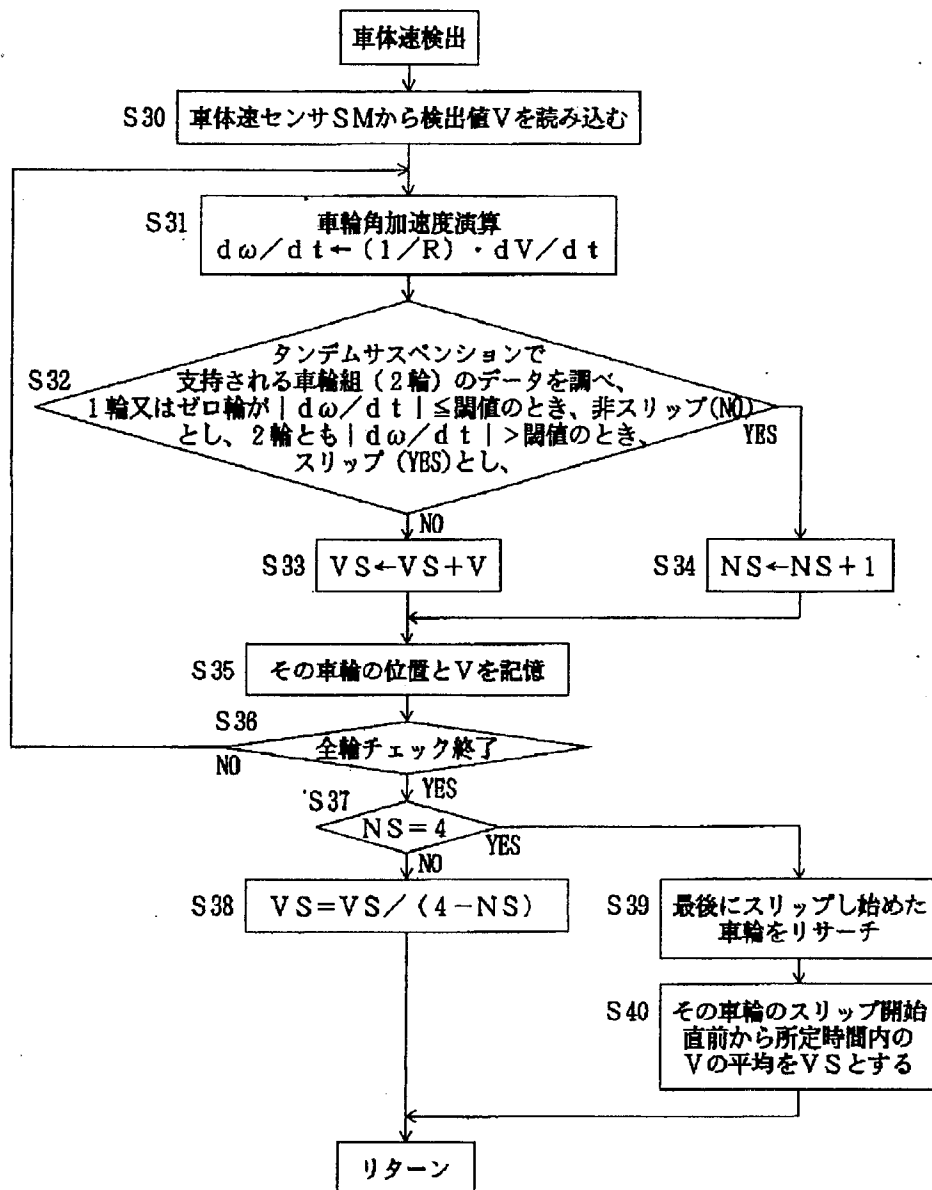 車体速検出
S30
車体速センサSMから検出値Vを読み込む
S31
車輪角加速度演算
dω/dt←(1/R)・dV/dt
S32
タンデムサスペンションで
支持される車輪組(2輪)のデータを調べ、
1輪又はゼロ輪が|dω/dt|≦閾値のとき、非スリップ(NO)
とし、2輪とも|dω/dt|>閾値のとき、
スリップ(YES)とし、
YES
NO
S33
VS←VS+V
S34
NS←NS+1
S35
その車輪の位置とVを記憶
S36
全輪チェック終了
NO
YES
S37
NS=4
YES
NO
S38
VS=VS/(4-NS)
S39
最後にスリップし始めた
車輪をリサーチ
S40
その車輪のスリップ開始
直前から所定時間内の
Vの平均をVSとする
リターン